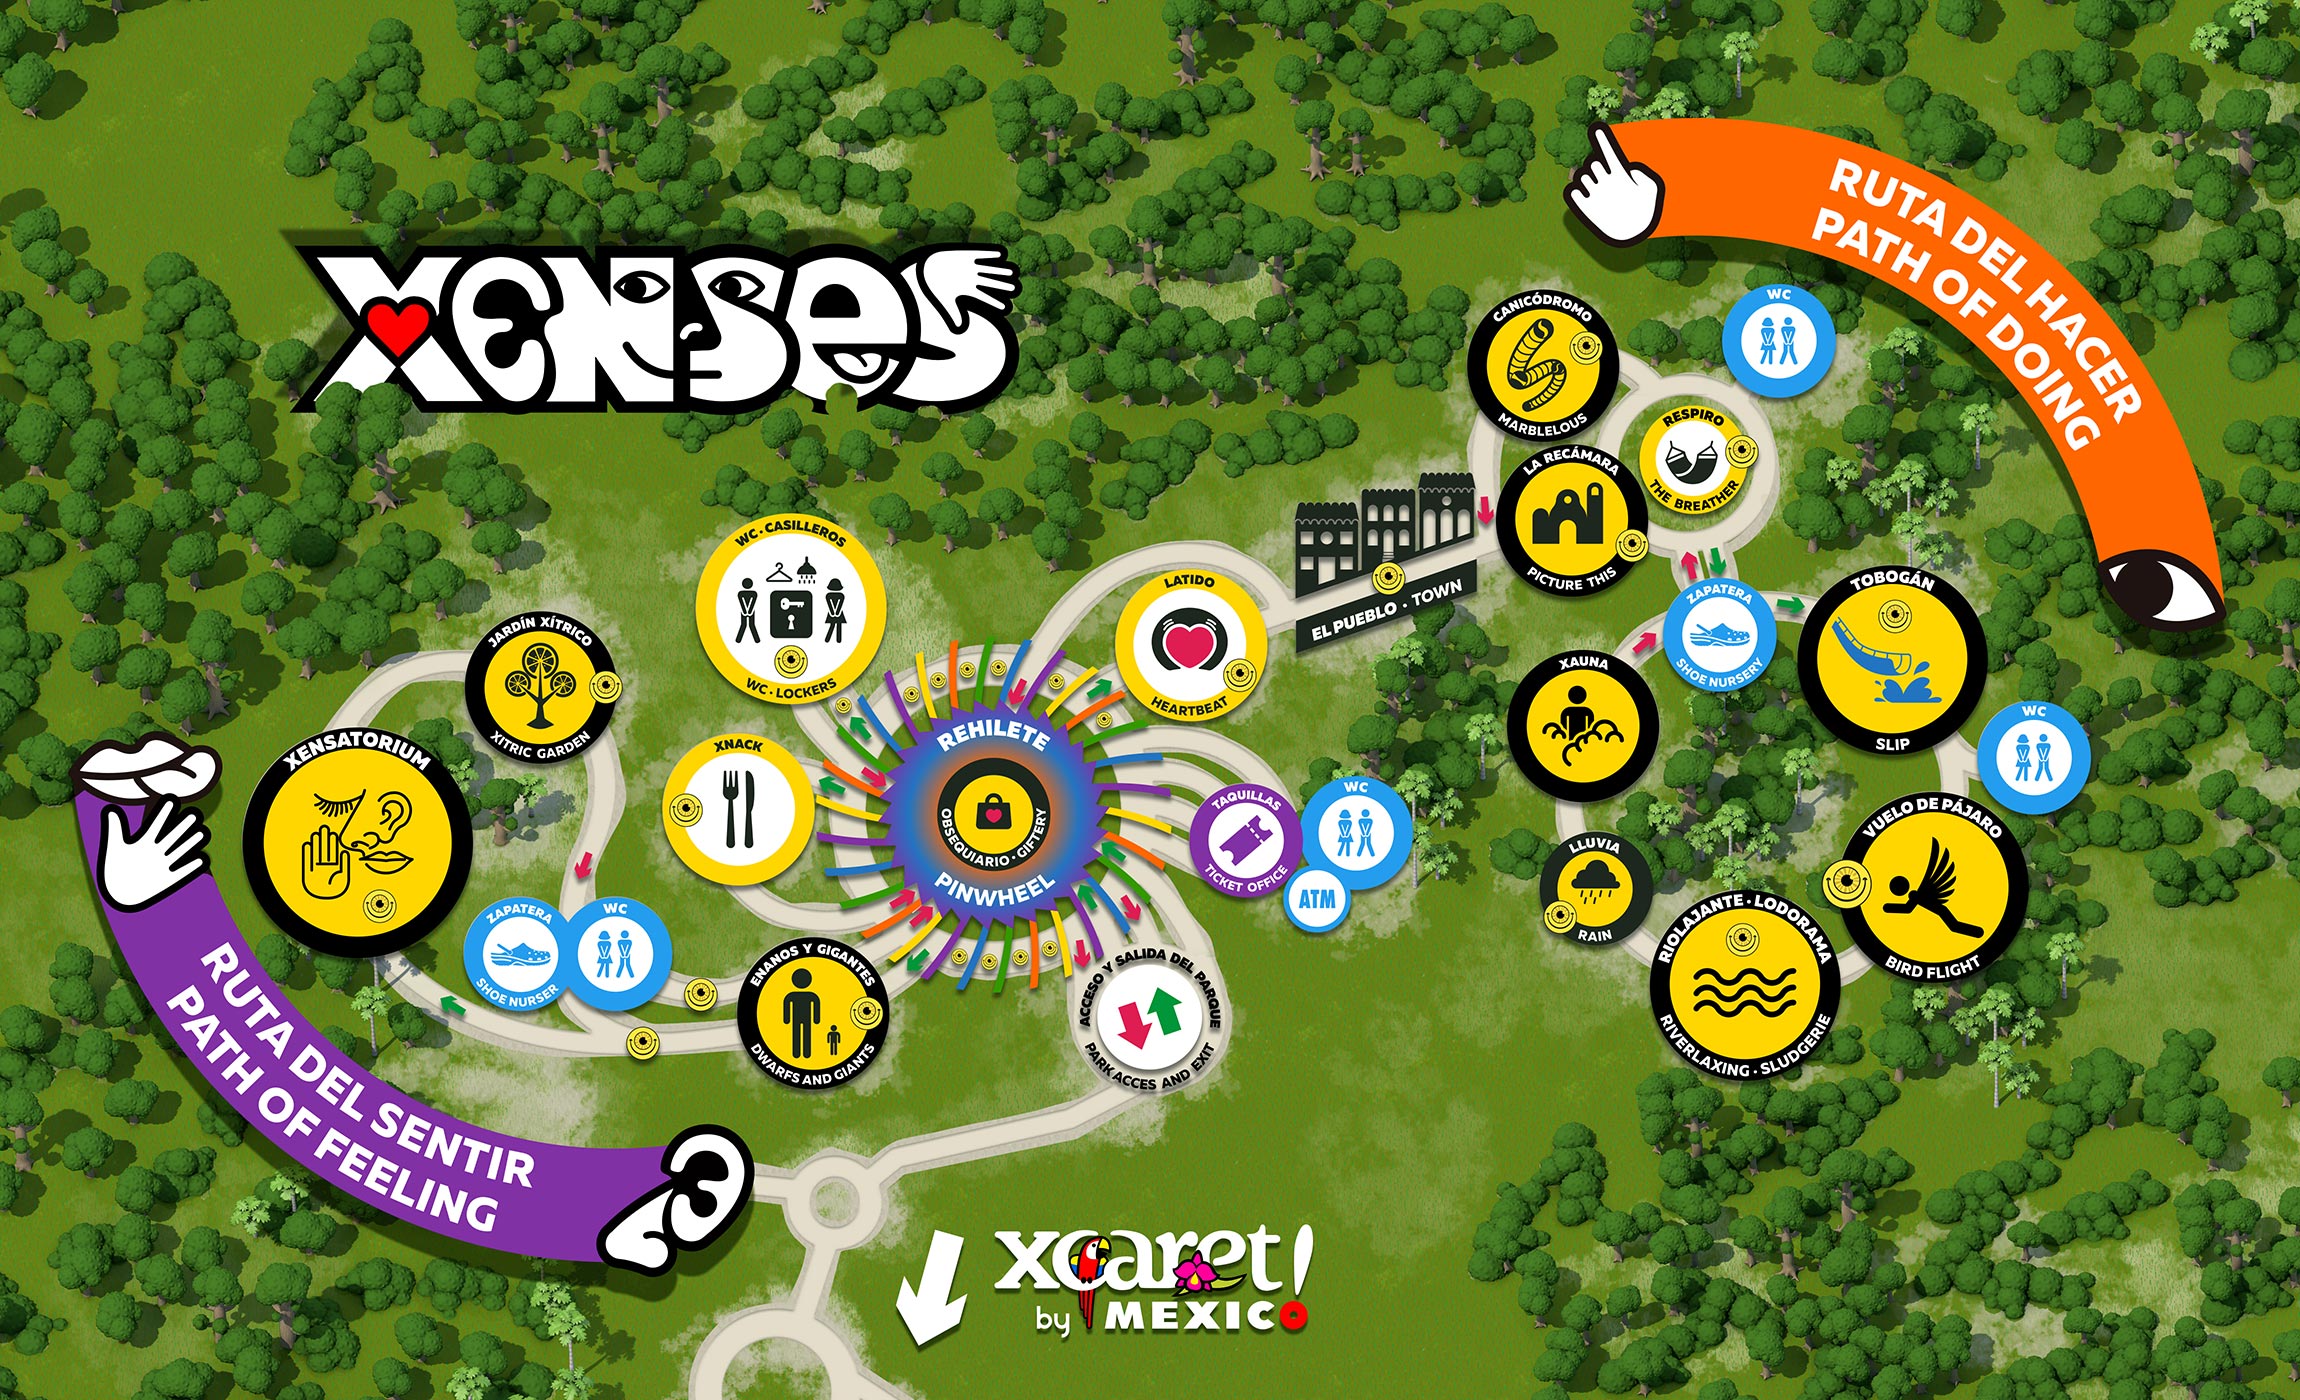 XENSES
RUTA DEL HACER
PATH OF DOING
CANICÓDROMO
MARBLELOUS
WC
RESPIRO
THE BREATHER
LA RECÁMARA
PICTURE THIS
EL PUEBLO · TOWN
WC · CASILLEROS
WC · LOCKERS
LATIDO
HEARTBEAT
ZAPATERA
SHOE NURSERY
TOBOGÁN
SLIP
JARDÍN XÍTRICO
XITRIC GARDEN
XAUNA
WC
XENSATORIUM
XNACK
REHILETE
OBSEQUIARIO · GIFTERY
PINWHEEL
TAQUILLAS
TICKET OFFICE
WC
ATM
VUELO DE PÁJARO
BIRD FLIGHT
LLUVIA
RAIN
RIOLAJANTE · LODORAMA
RIVERLAXING · SLUDGERIE
ZAPATERA
SHOE NURSER
WC
ENANOS Y GIGANTES
DWARFS AND GIANTS
ACCESO Y SALIDA DEL PARQUE
PARK ACCES AND EXIT
RUTA DEL SENTIR
PATH OF FEELING
xcaret!
by MEXICO